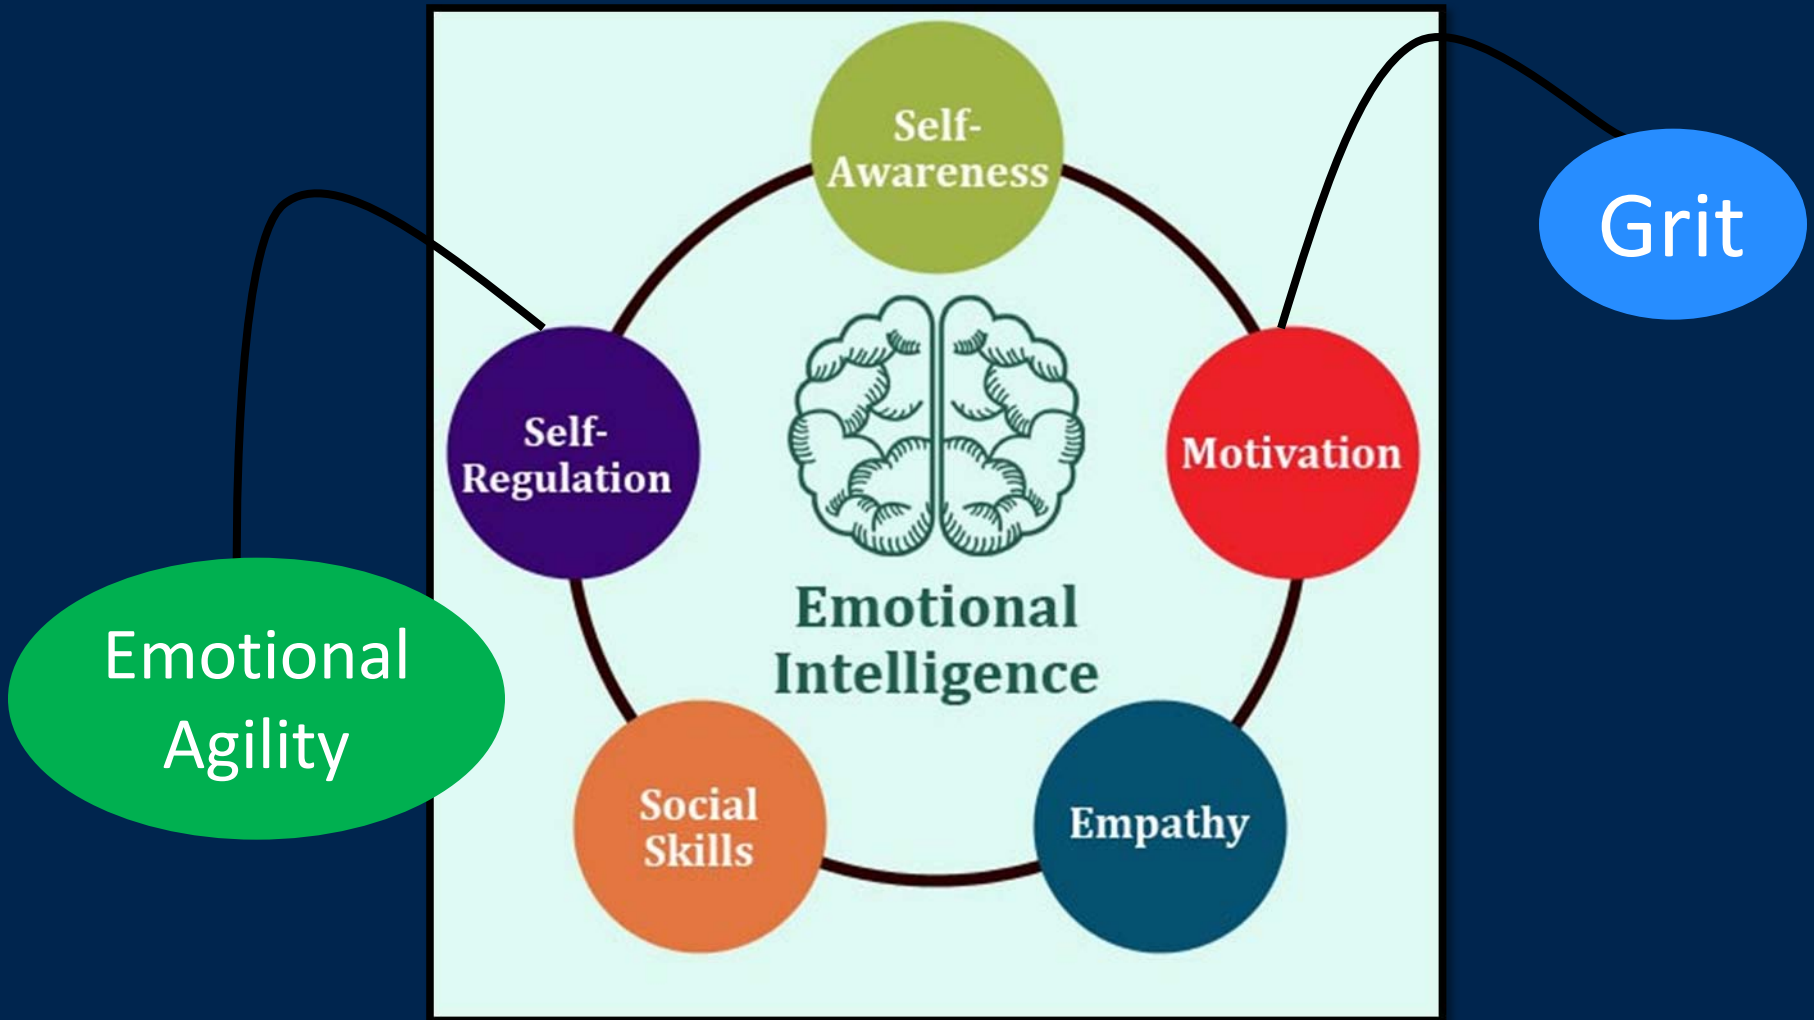 Self-
Awareness
Grit
Self-
Regulation
Motivation
Emotional
Intelligence
Emotional
Agility
Social
Skills
Empathy